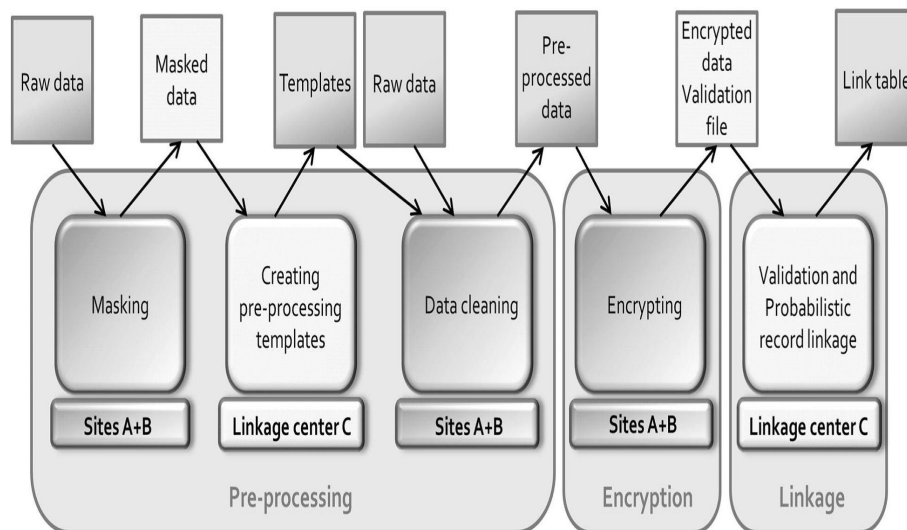 Raw data
Masked
data
Templates
Raw data
Pre-
processed
data
Encrypted
data
Validation
file
Link table
Masking
Creating
pre-processing
templates
Data cleaning
Encrypting
Validation and
Probabilistic
record linkage
Sites A+B
Linkage center C
Sites A+B
Sites A+B
Linkage center C
Pre-processing
Encryption
Linkage